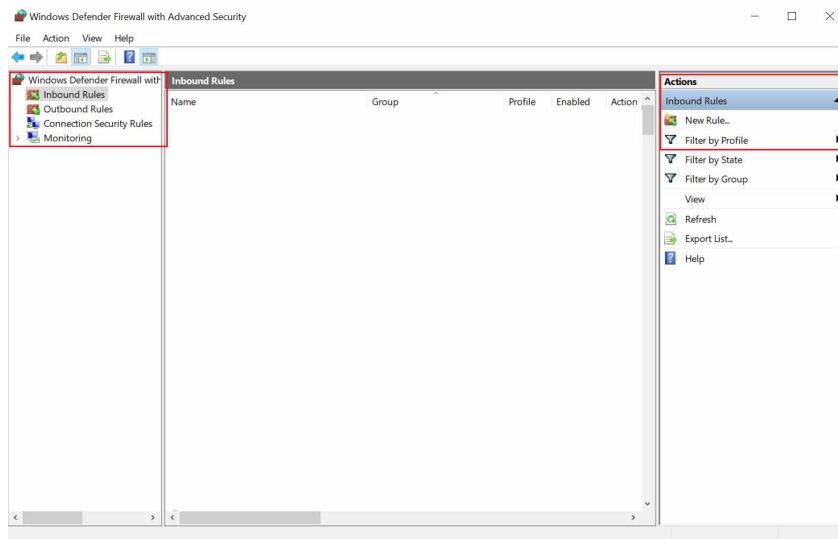 Windows Defender Firewall with Advanced Security
File Action View Help
Windows Defender Firewall with
Inbound Rules
Outbound Rules
Connection Security Rules
Monitoring
Inbound Rules
Name Group Profile Enabled Action
Actions
Inbound Rules
New Rule...
Filter by Profile
Filter by State
Filter by Group
View
Refresh
Export List...
Help